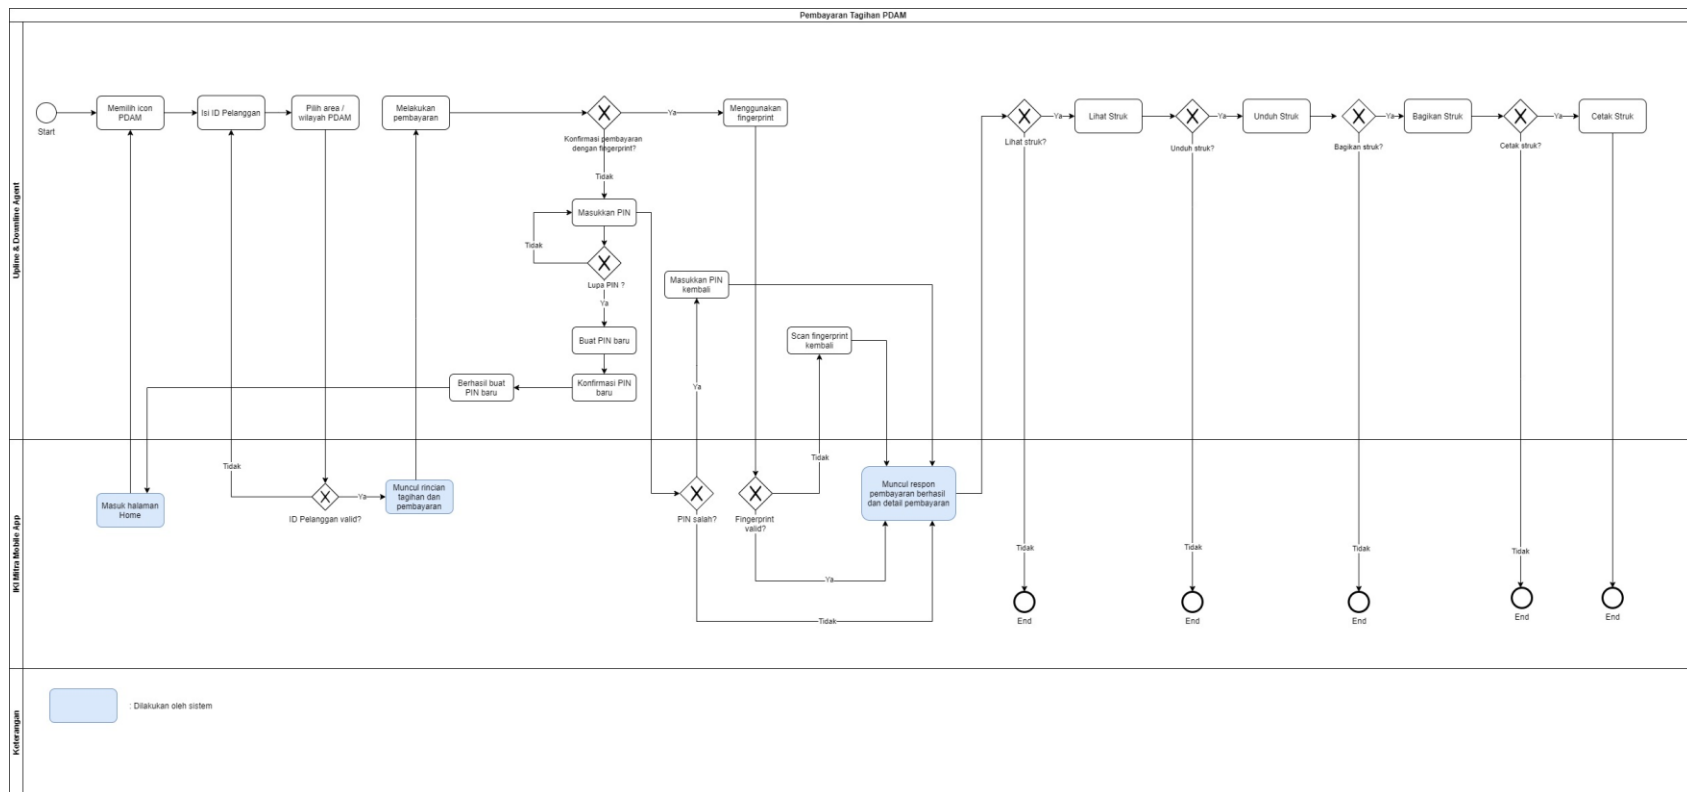 Pembayaran Tagihan PDAM
Upline & Downline Agent
Start
Memilih icon
PDAM
Isi ID Pelanggan
Pilih area /
wilayah PDAM
Melakukan
pembayaran
Konfirmasi pembayaran
dengan fingerprint?
Ya
Menggunakan
fingerprint
Tidak
Masukkan PIN
Tidak
Lupa PIN ?
Ya
Buat PIN baru
Konfirmasi PIN
baru
Berhasil buat
PIN baru
Masukkan PIN
kembali
Ya
Scan fingerprint
kembali
Tidak
Lihat struk?
Ya
Lihat Struk
Unduh struk?
Ya
Unduh Struk
Bagikan struk?
Ya
Bagikan Struk
Cetak struk?
Ya
Cetak Struk
IKI Mitra Mobile App
Masuk halaman
Home
Tidak
ID Pelanggan valid?
Ya
Muncul rincian
tagihan dan
pembayaran
PIN salah?
Fingerprint
valid?
Ya
Tidak
Muncul respon
pembayaran berhasil
dan detail pembayaran
Tidak
End
Tidak
End
Tidak
End
Tidak
End
End
Keterangan
: Dilakukan oleh sistem